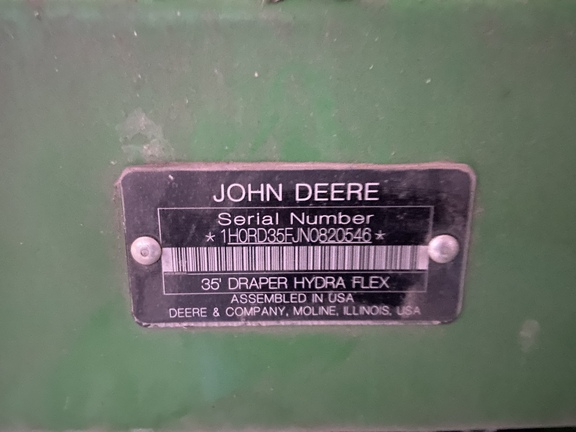 JOHN DEERE
Serial Number
*1H0RD35FJN0820546*
35' DRAPER HYDRA FLEX
ASSEMBLED IN USA
DEERE & COMPANY, MOLINE, ILLINOIS, USA